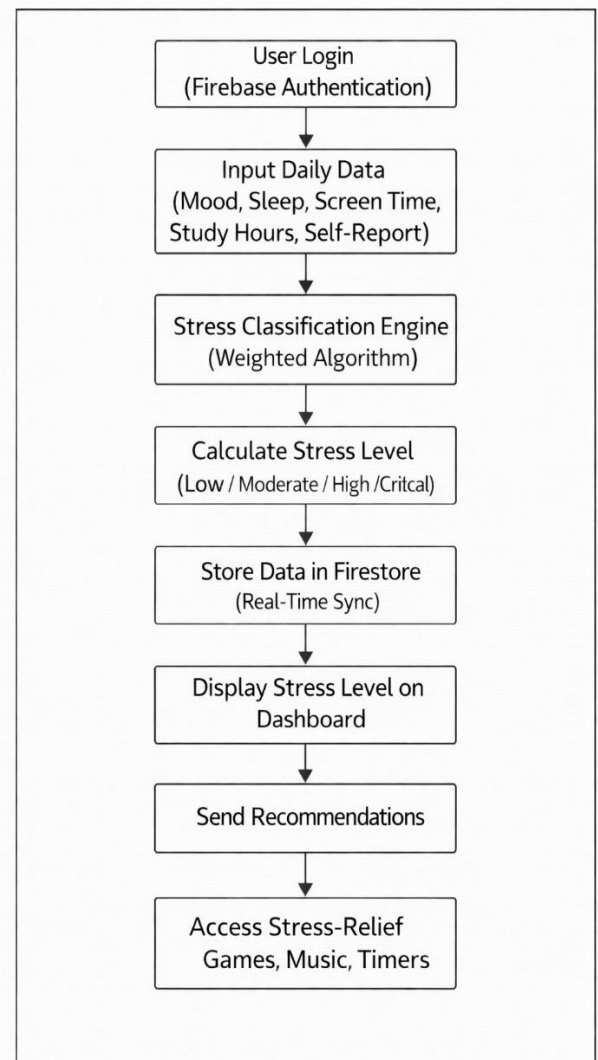 User Login
(Firebase Authentication)
Input Daily Data
(Mood, Sleep, Screen Time,
Study Hours, Self-Report)
Stress Classification Engine
(Weighted Algorithm)
Calculate Stress Level
(Low / Moderate / High /Critcal)
Store Data in Firestore
(Real-Time Sync)
Display Stress Level on
Dashboard
Send Recommendations
Access Stress-Relief
Games, Music, Timers